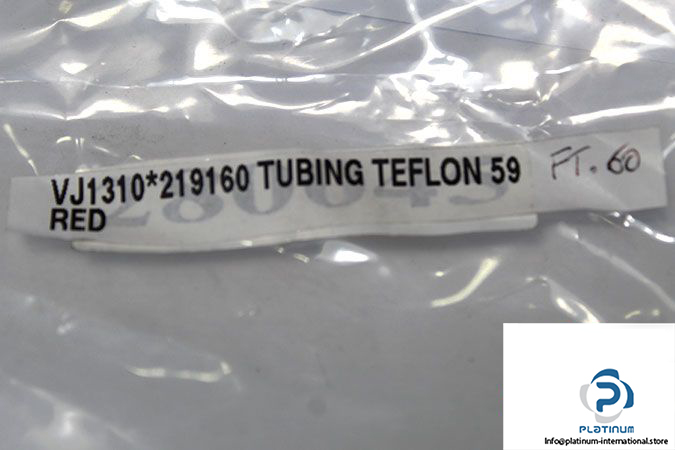 VJ1310*219160 TUBING TEFLON 59 FT. 60
RED
PLATINUM
Info@platinum-international.store